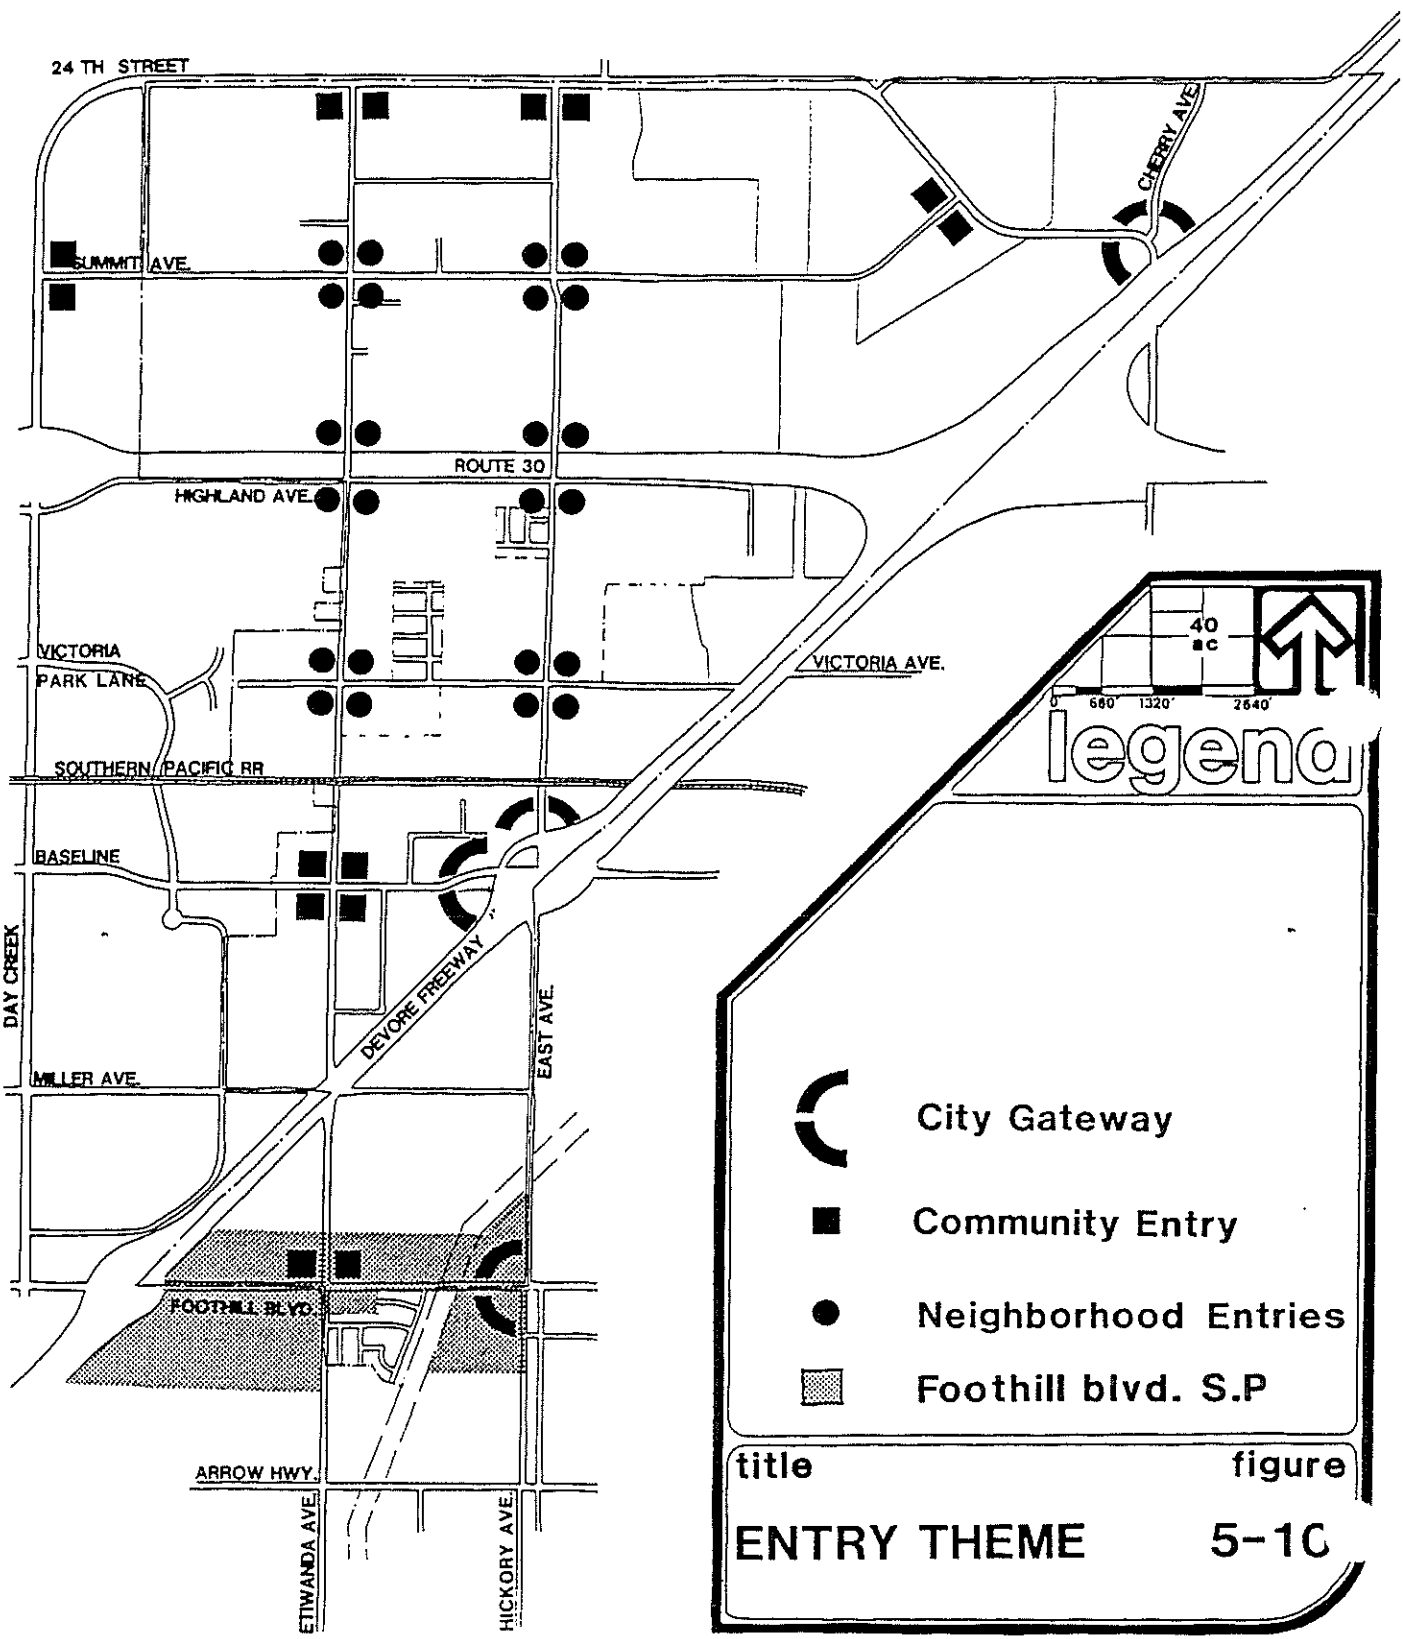 24 TH STREET
CHERRY AVE.
SUMMIT AVE.
ROUTE 30
HIGHLAND AVE.
VICTORIA
PARK LANE
VICTORIA AVE.
SOUTHERN PACIFIC RR
BASELINE
DAY CREEK
DEVORE FREEWAY
EAST AVE.
MILLER AVE.
FOOTHILL BLVD.
ARROW HWY.
ETIWANDA AVE.
HICKORY AVE.
40
ac
0 660' 1320' 2640'
legend
City Gateway
Community Entry
Neighborhood Entries
Foothill blvd. S.P
title figure
ENTRY THEME 5-10